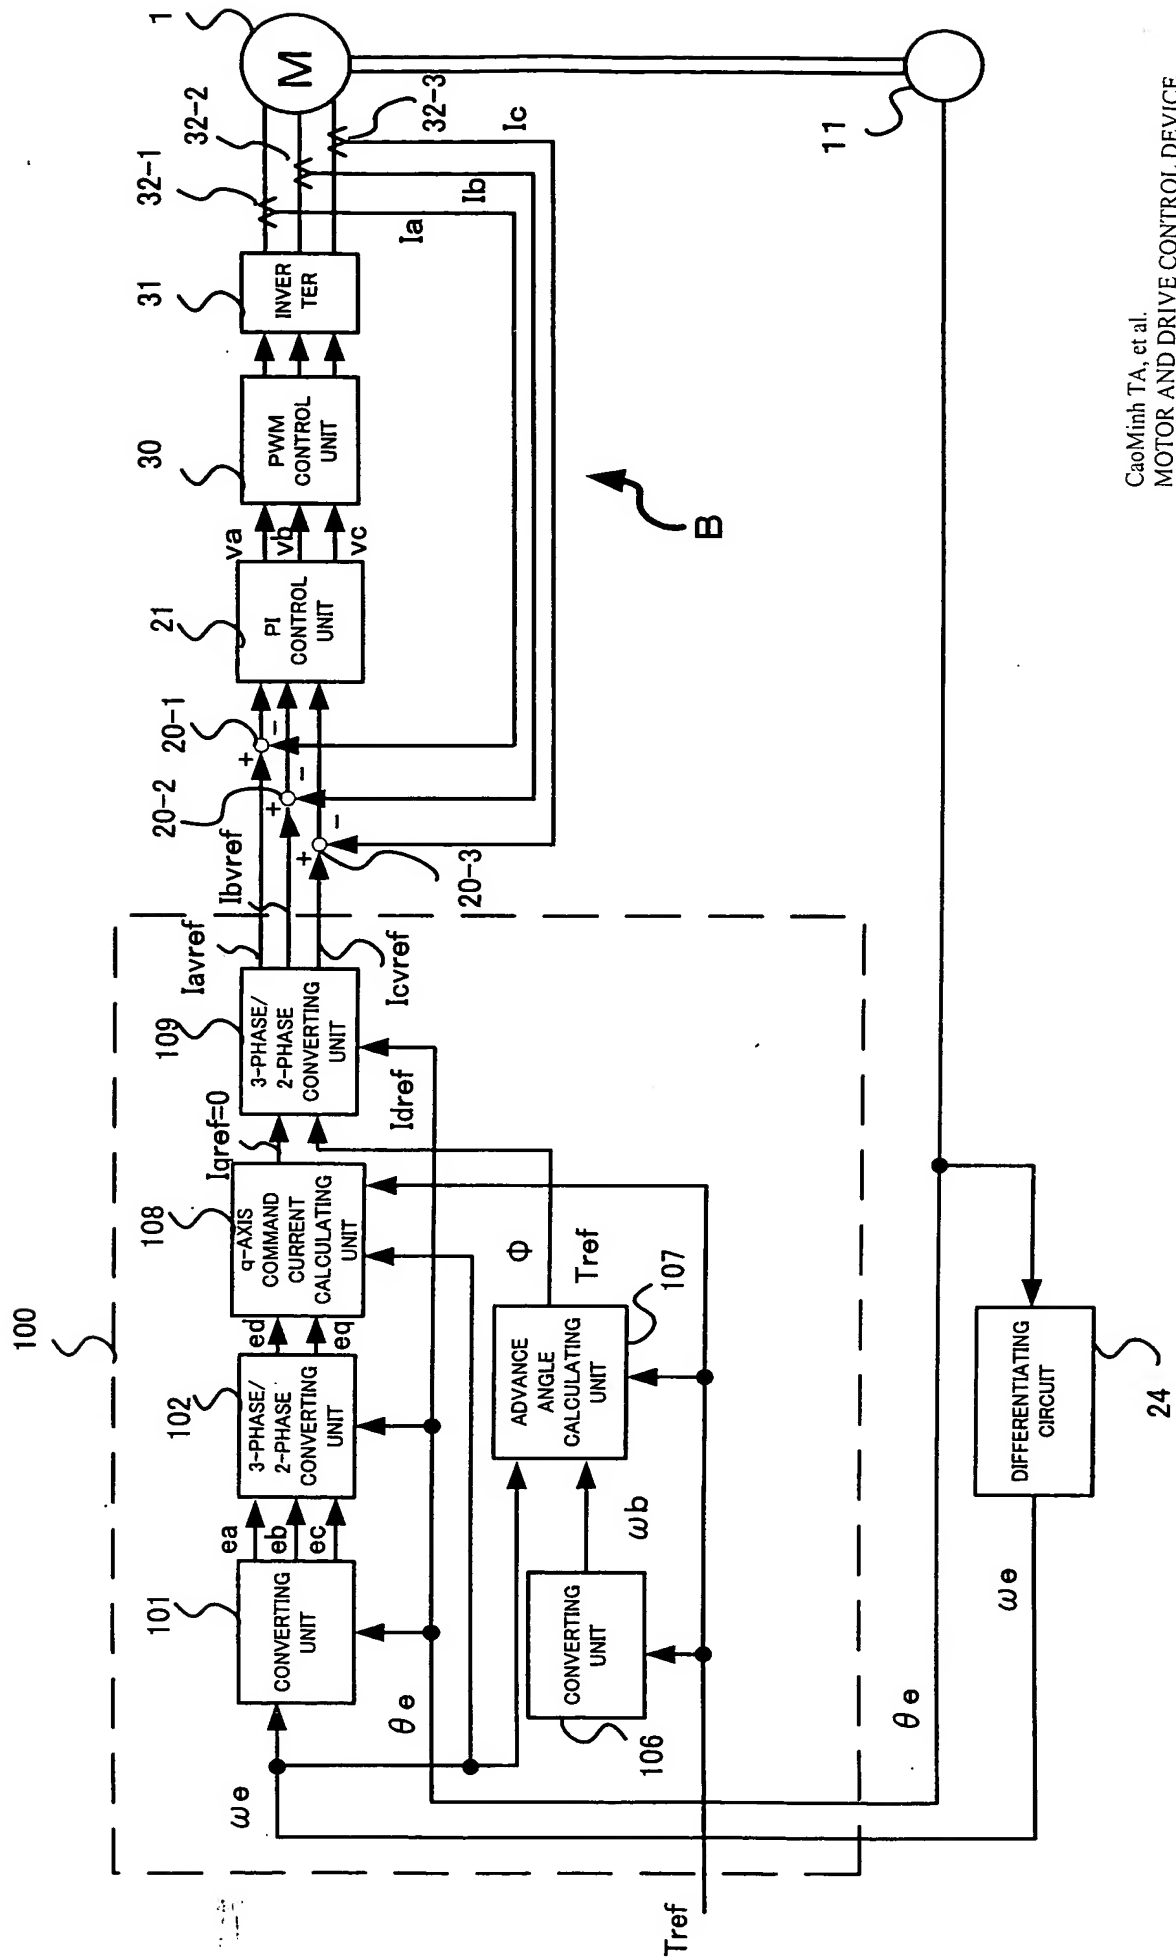 100
101
CONVERTING
UNIT
ea
eb
ec
102
3-PHASE/
2-PHASE
CONVERTING
UNIT
ed
eq
108
q-AXIS
COMMAND
CURRENT
CALCULATING
UNIT
Iqref=0
109
3-PHASE/
2-PHASE
CONVERTING
UNIT
Iavref
Ibvref
Icvref
Idref
20-1
20-2
20-3
+
-
+
-
+
-
21
PI
CONTROL
UNIT
va
vb
vc
30
PWM
CONTROL
UNIT
31
INVER
TER
32-1
32-2
32-3
1
M
Ia
Ib
Ic
B
ωe
θe
106
CONVERTING
UNIT
ωb
ADVANCE
ANGLE
CALCULATING
UNIT
107
Φ
Tref
Tref
θe
ωe
DIFFERENTIATING
CIRCUIT
24
11
CaoMinh TA, et al.
MOTOR AND DRIVE CONTROL DEVICE